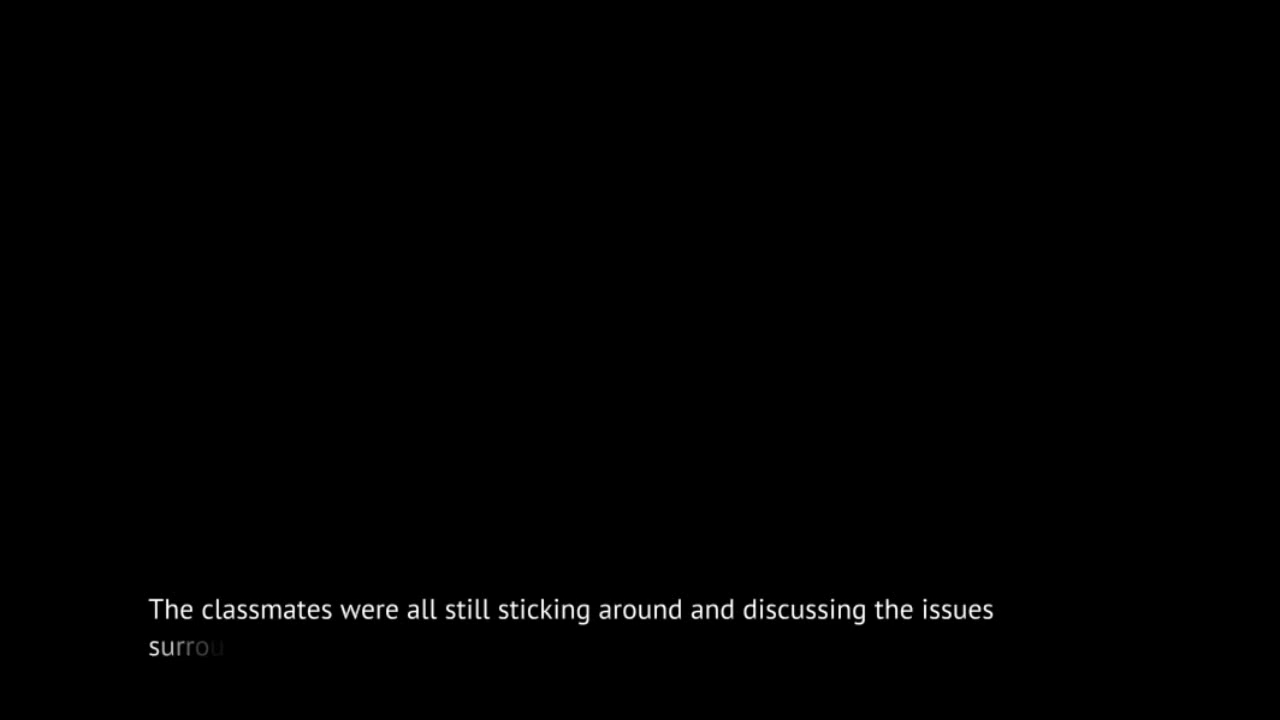 The classmates were all still sticking around and discussing the issues
surrou